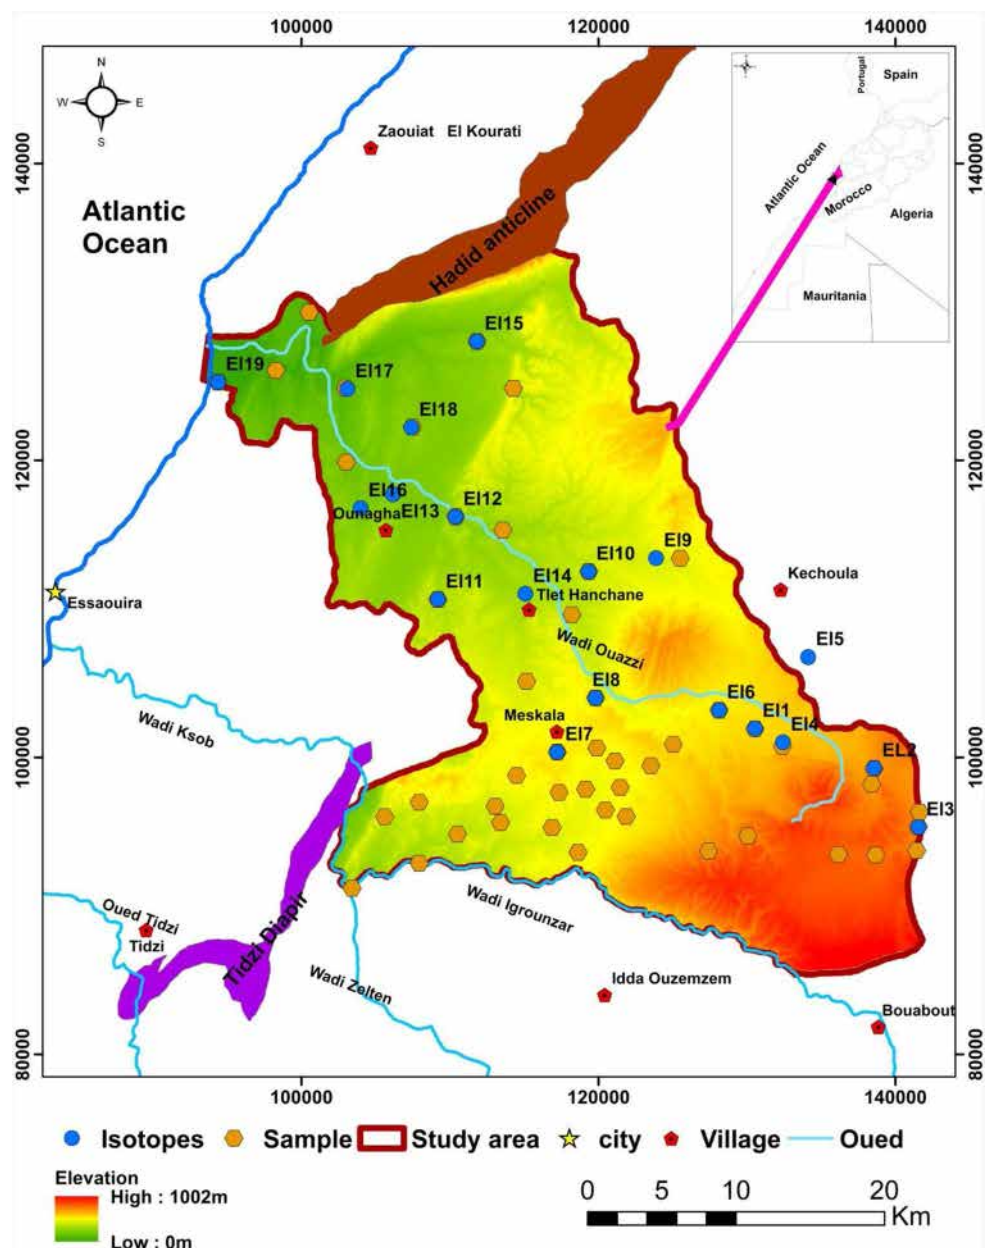 100000 120000 140000
N
W E
S
Zaouiat El Kourati
Portugal
Spain
Atlantic Ocean
Morocco
Algeria
Mauritania
140000
140000
Atlantic
Ocean
Hadid anticline
EI15
EI19
EI17
EI18
120000
120000
EI16
Ounagha
EI13
EI12
EI9
EI10
EI14
Tlet Hanchane
EI11
Kechoula
Essaouira
Wadi Ouazzi
EI5
EI8
EI6
EI1
EI4
Meskala
EI7
Wadi Ksob
EL2
100000
100000
EI3
Wadi Igrounzar
Oued Tidzi
Tidzi
Tidzi Diapir
Wadi Zelten
Idda Ouzemzem
Bouabout
80000
80000
100000 120000 140000
Isotopes Sample Study area city Village Oued
Elevation
High : 1002m
Low : 0m
0 5 10 20
Km